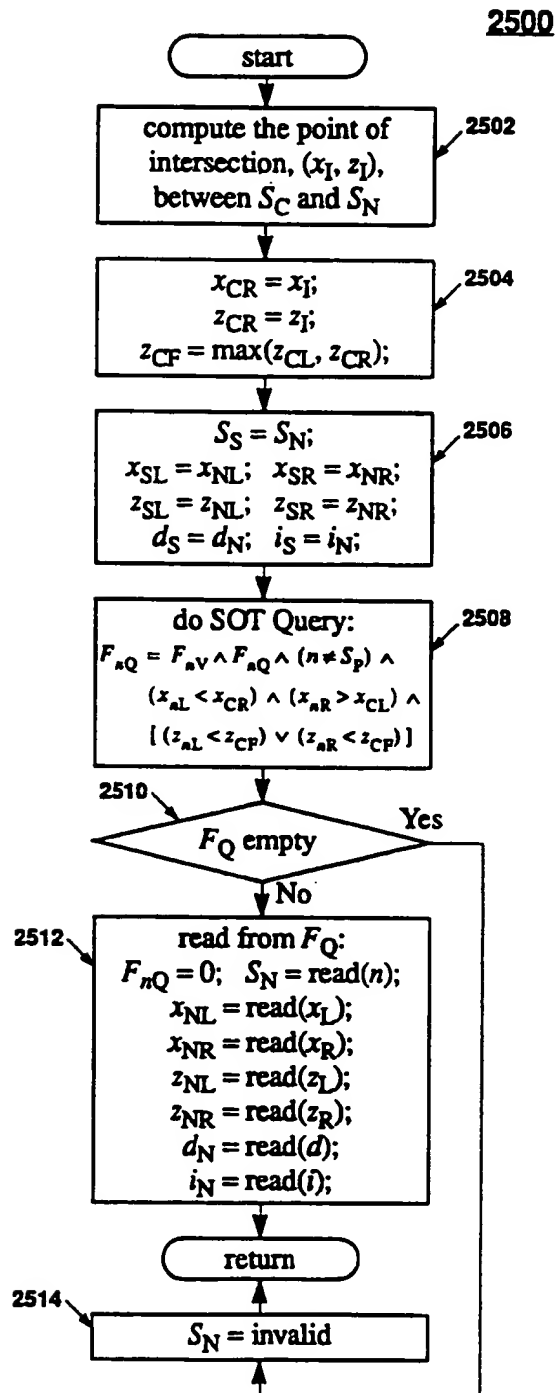 2500
start
compute the point of
intersection, (x_I, z_I),
between S_C and S_N
2502
x_CR = x_I;
z_CR = z_I;
z_CF = max(z_CL, z_CR);
2504
S_S = S_N;
x_SL = x_NL; x_SR = x_NR;
z_SL = z_NL; z_SR = z_NR;
d_S = d_N; i_S = i_N;
2506
do SOT Query:
F_nQ = F_nV ∧ F_nQ ∧ (n ≠ S_P) ∧
(x_nL < x_CR) ∧ (x_nR > x_CL) ∧
[(z_nL < z_CF) ∨ (z_nR < z_CF)]
2508
2510
F_Q empty
Yes
No
2512
read from F_Q:
F_nQ = 0; S_N = read(n);
x_NL = read(x_L);
x_NR = read(x_R);
z_NL = read(z_L);
z_NR = read(z_R);
d_N = read(d);
i_N = read(i);
return
2514
S_N = invalid